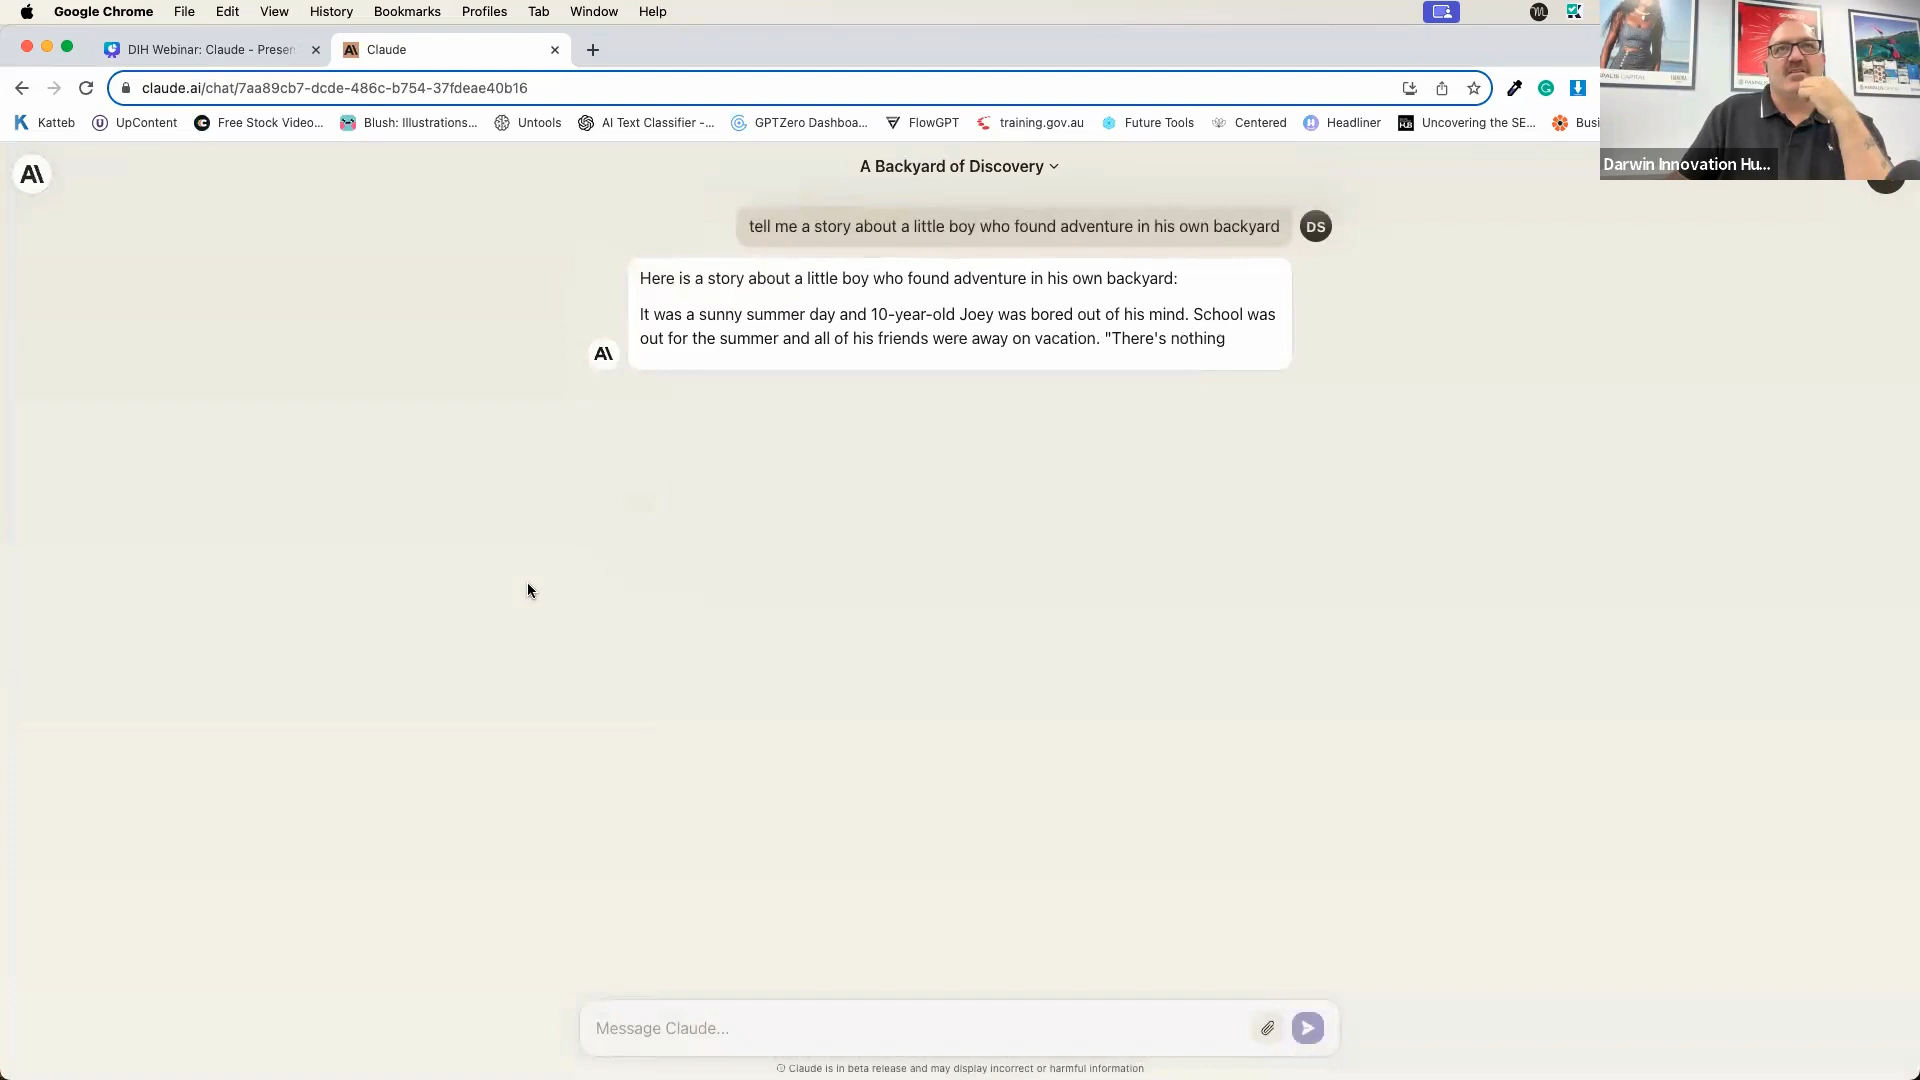 Google Chrome File Edit View History Bookmarks Profiles Tab Window Help
DIH Webinar: Claude - Presen
Claude
claude.ai/chat/7aa89cb7-dcde-486c-b754-37fdeae40b16
Katteb UpContent Free Stock Video... Blush: Illustrations... Untools AI Text Classifier -... GPTZero Dashboa... FlowGPT training.gov.au Future Tools Centered Headliner Uncovering the SE... Busi
Darwin Innovation Hu...
A Backyard of Discovery
tell me a story about a little boy who found adventure in his own backyard
DS
Here is a story about a little boy who found adventure in his own backyard:
It was a sunny summer day and 10-year-old Joey was bored out of his mind. School was
out for the summer and all of his friends were away on vacation. "There's nothing
Message Claude...
Claude is in beta release and may display incorrect or harmful information